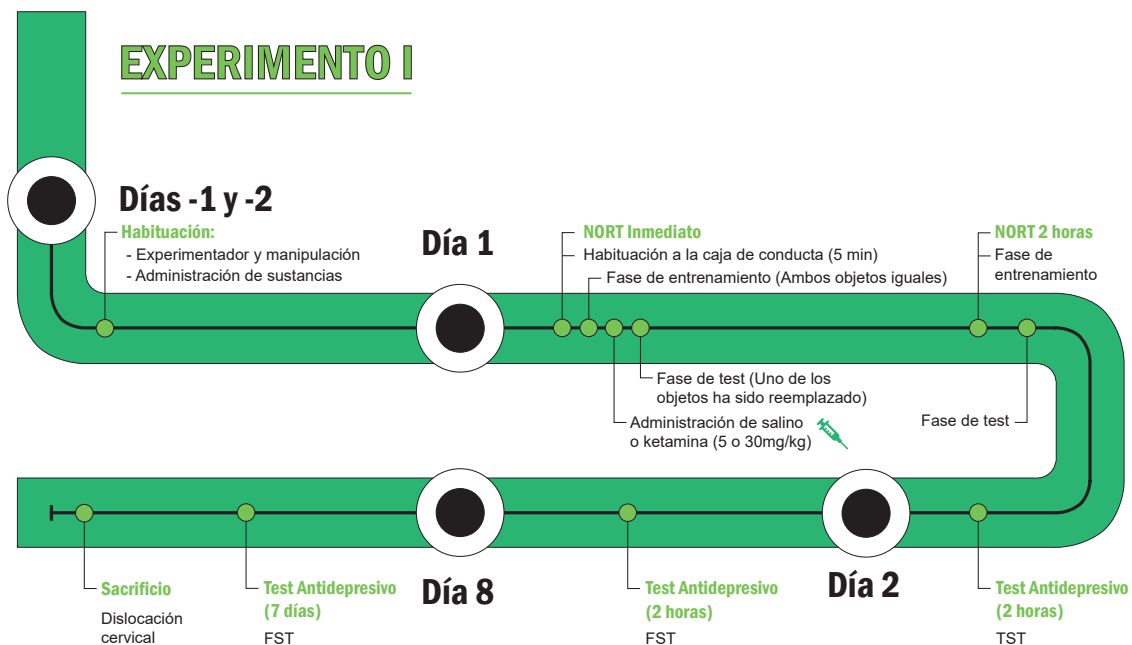 EXPERIMENTO I
Días -1 y -2
Habituación:
- Experimentador y manipulación
- Administración de sustancias
Día 1
NORT Inmediato
Habituación a la caja de conducta (5 min)
Fase de entrenamiento (Ambos objetos iguales)
Administración de salino
o ketamina (5 o 30mg/kg)
Fase de test (Uno de los
objetos ha sido reemplazado)
NORT 2 horas
Fase de
entrenamiento
Fase de test
Test Antidepresivo
(2 horas)
TST
Día 2
Test Antidepresivo
(2 horas)
FST
Día 8
Test Antidepresivo
(7 días)
FST
Sacrificio
Dislocación
cervical